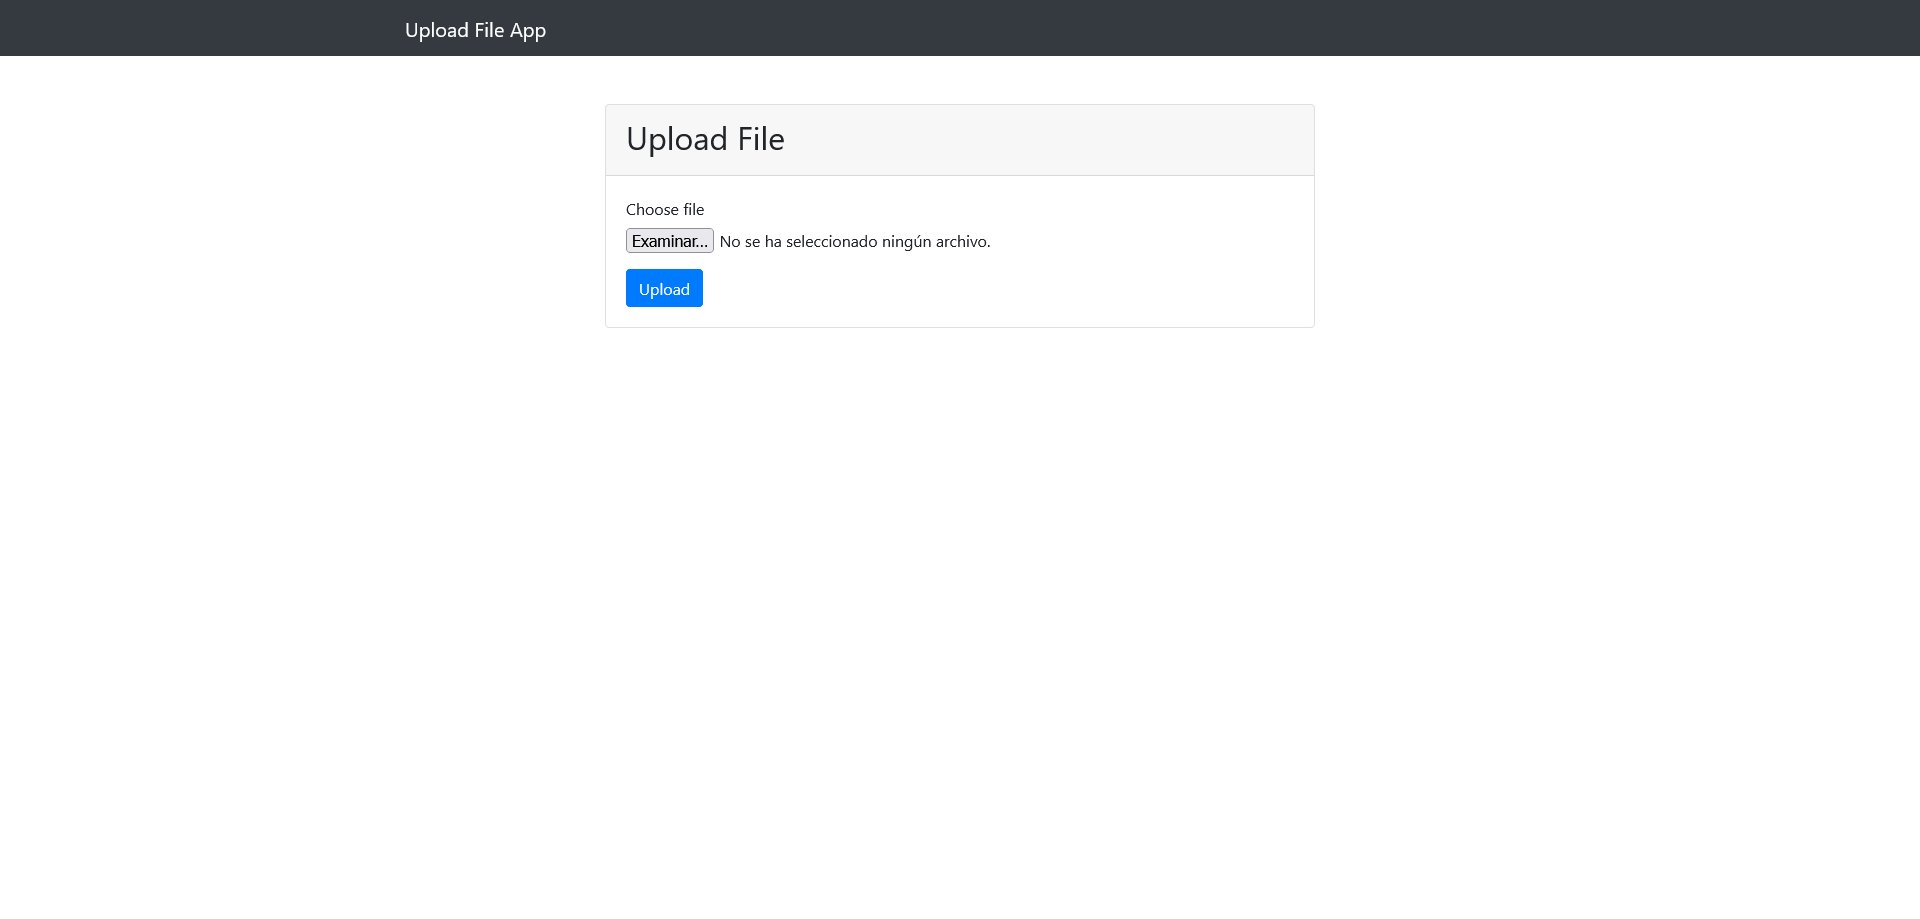 Upload File App
Upload File
Choose file
Examinar... No se ha seleccionado ningún archivo.
Upload